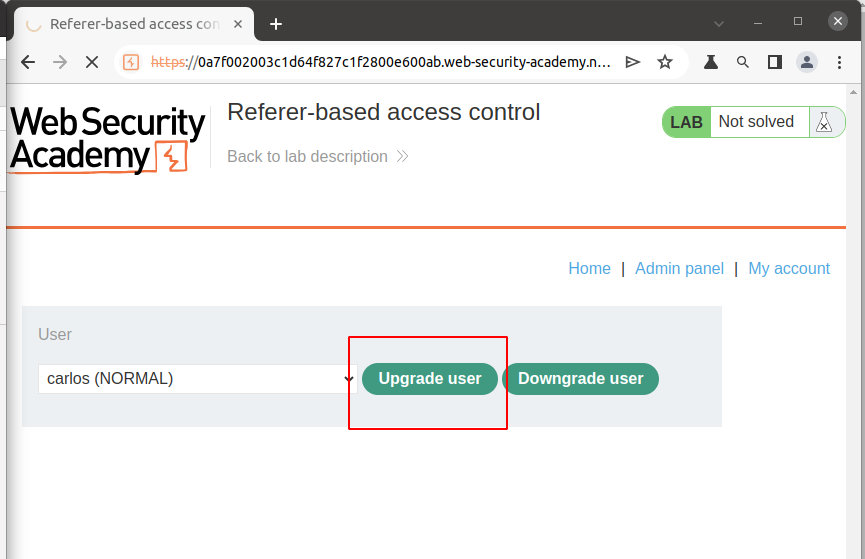 Referer-based access con
https://0a7f002003c1d64f827c1f2800e600ab.web-security-academy.n...
Web Security
Academy
Referer-based access control
Back to lab description
LAB
Not solved
Home | Admin panel | My account
User
carlos (NORMAL)
Upgrade user
Downgrade user